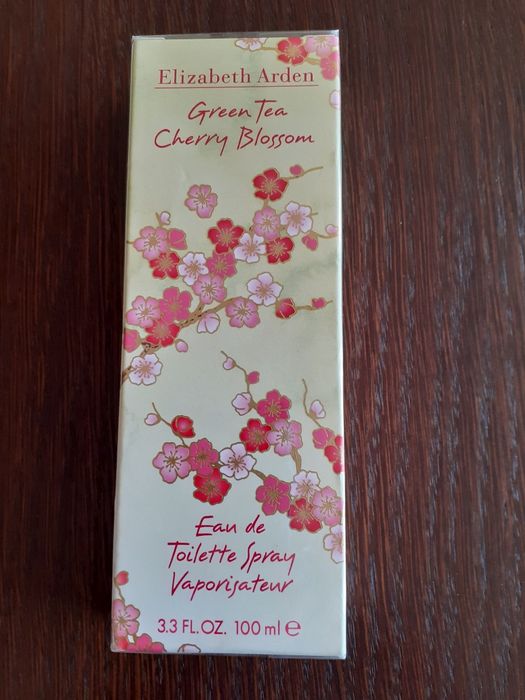 Elizabeth Arden
Green Tea
Cherry Blossom
Eau de
Toilette Spray
Vaporisateur
3.3 FL.OZ. 100 ml e